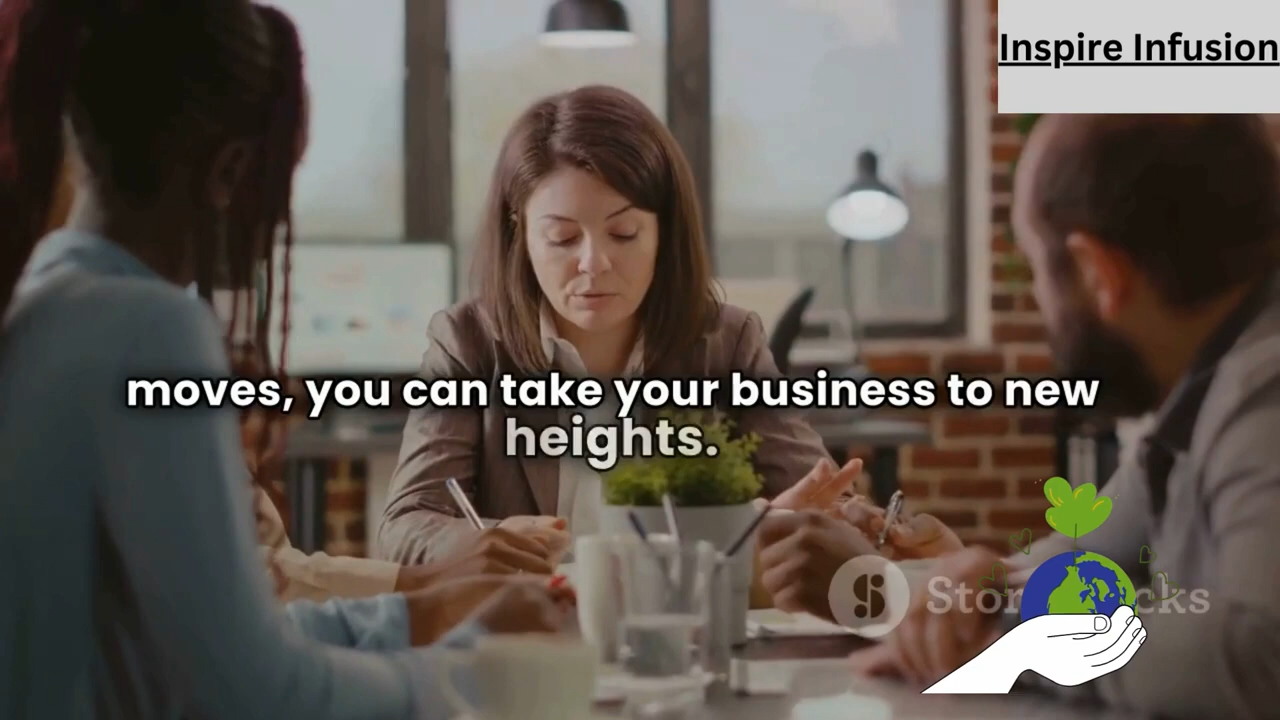 Inspire Infusion
moves, you can take your business to new
heights.